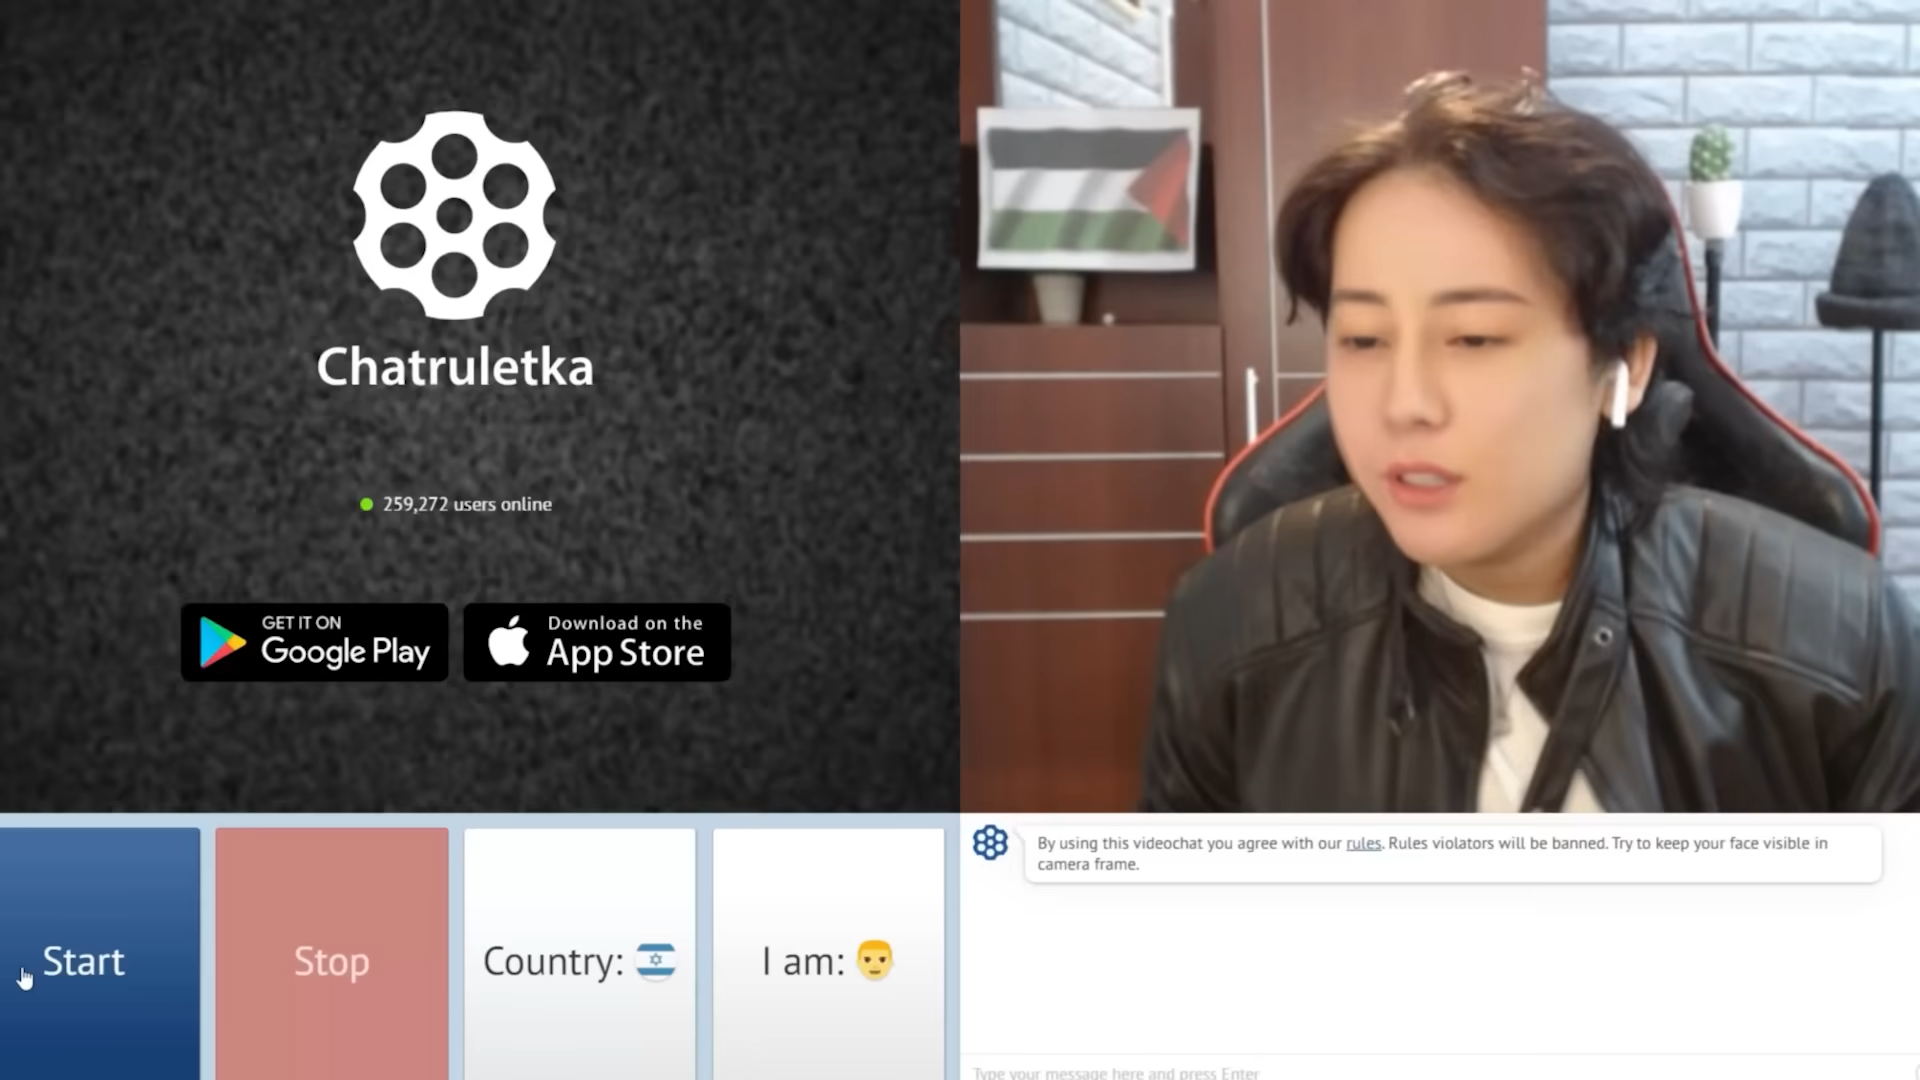 Chatruletka
259,272 users online
GET IT ON
Google Play
Download on the
App Store
Start
Stop
Country:
I am:
By using this videochat you agree with our rules. Rules violators will be banned. Try to keep your face visible in
camera frame.
Type your message here and press Enter